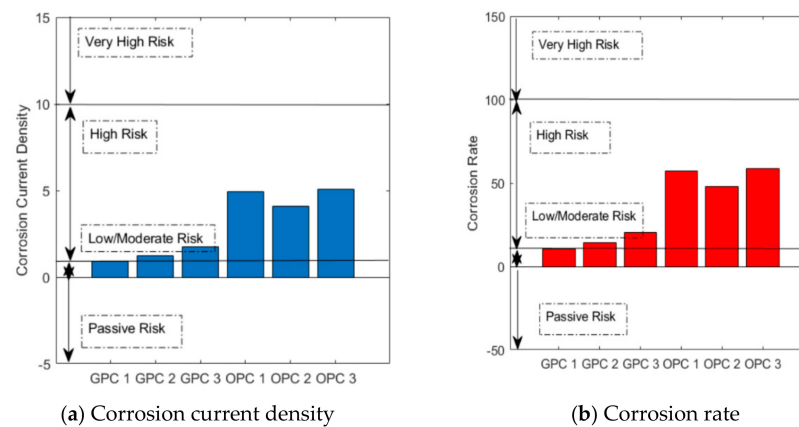 15
10
5
0
-5
Corrosion Current Density
Very High Risk
High Risk
Low/Moderate Risk
Passive Risk
GPC 1 GPC 2 GPC 3 OPC 1 OPC 2 OPC 3
(a) Corrosion current density
150
100
50
0
-50
Corrosion Rate
Very High Risk
High Risk
Low/Moderate Risk
Passive Risk
GPC 1 GPC 2 GPC 3 OPC 1 OPC 2 OPC 3
(b) Corrosion rate